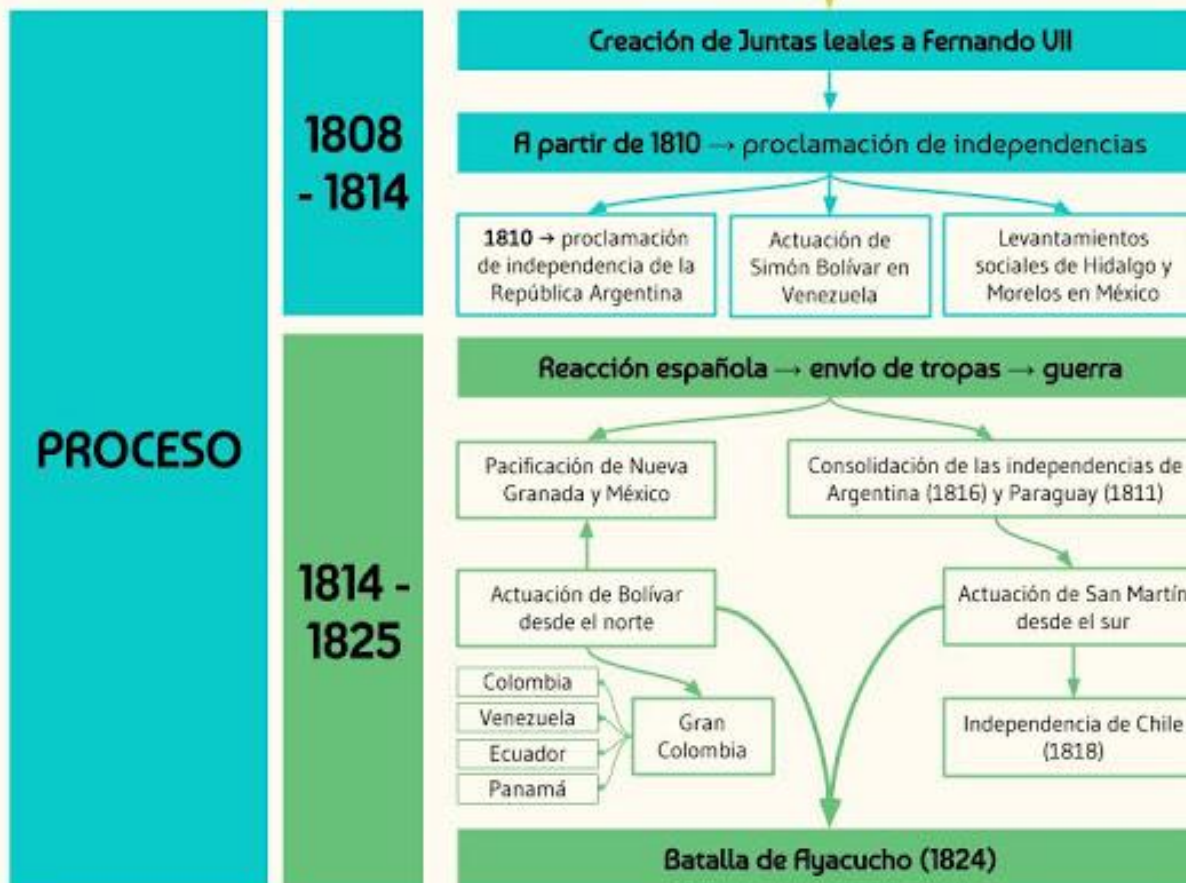 PROCESO
1808
- 1814
Creación de Juntas leales a Fernando VII
A partir de 1810 → proclamación de independencias
1810 → proclamación
de independencia de la
República Argentina
Actuación de
Simón Bolívar en
Venezuela
Levantamientos
sociales de Hidalgo y
Morelos en México
1814 -
1825
Reacción española → envío de tropas → guerra
Pacificación de Nueva
Granada y México
Consolidación de las independencias de
Argentina (1816) y Paraguay (1811)
Actuación de Bolívar
desde el norte
Actuación de San Martín
desde el sur
Colombia
Venezuela
Ecuador
Panamá
Gran
Colombia
Independencia de Chile
(1818)
Batalla de Ayacucho (1824)